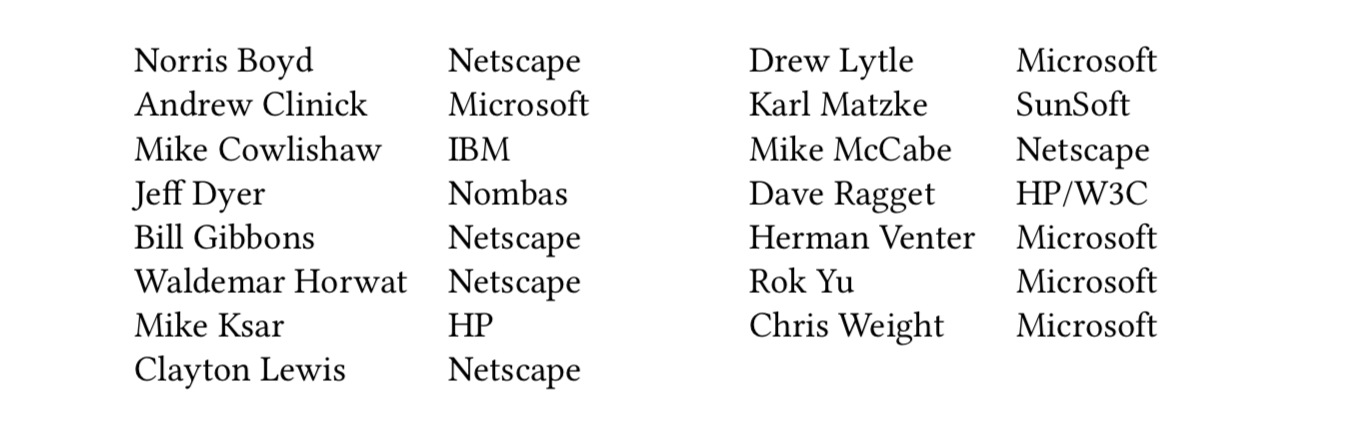 Norris Boyd Netscape Drew Lytle Microsoft
Andrew Clinick Microsoft Karl Matzke SunSoft
Mike Cowlishaw IBM Mike McCabe Netscape
Jeff Dyer Nombas Dave Ragget HP/W3C
Bill Gibbons Netscape Herman Venter Microsoft
Waldemar Horwat Netscape Rok Yu Microsoft
Mike Ksar HP Chris Weight Microsoft
Clayton Lewis Netscape